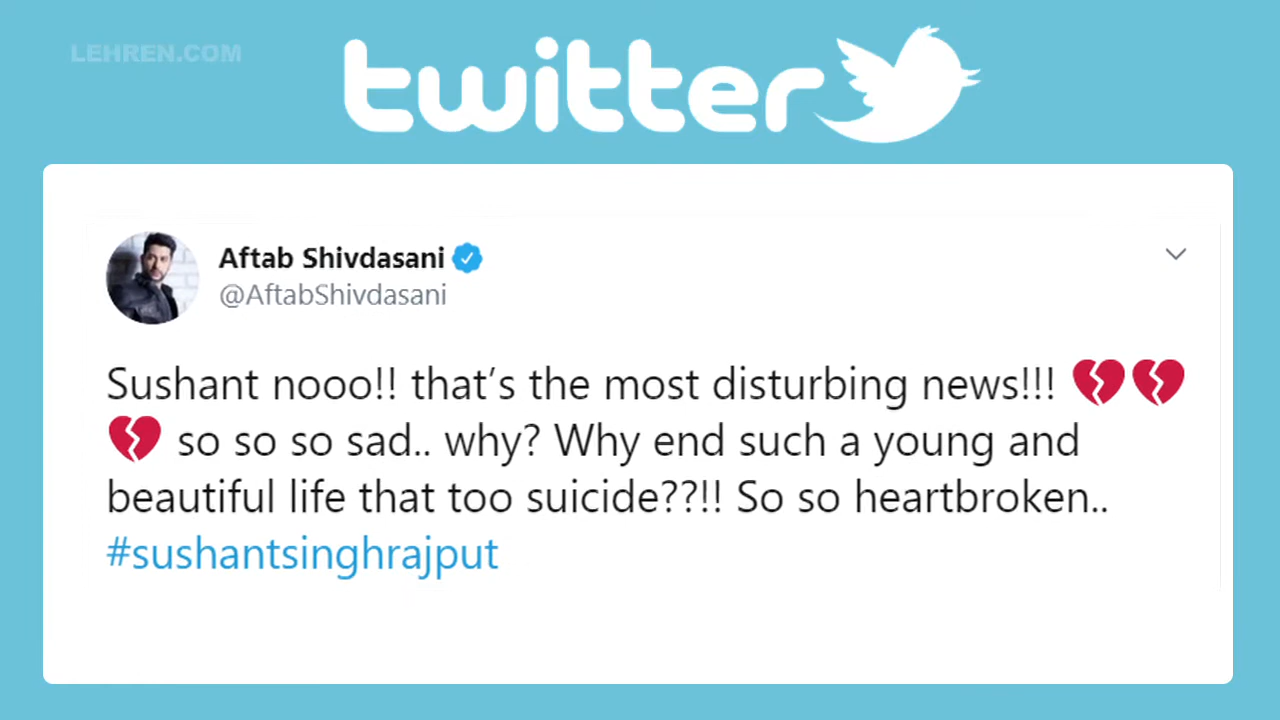 LEHREN.COM
twitter
Aftab Shivdasani
@AftabShivdasani
Sushant nooo!! that's the most disturbing news!!! 💔💔
💔 so so so sad.. why? Why end such a young and
beautiful life that too suicide??!! So so heartbroken..
#sushantsinghrajput